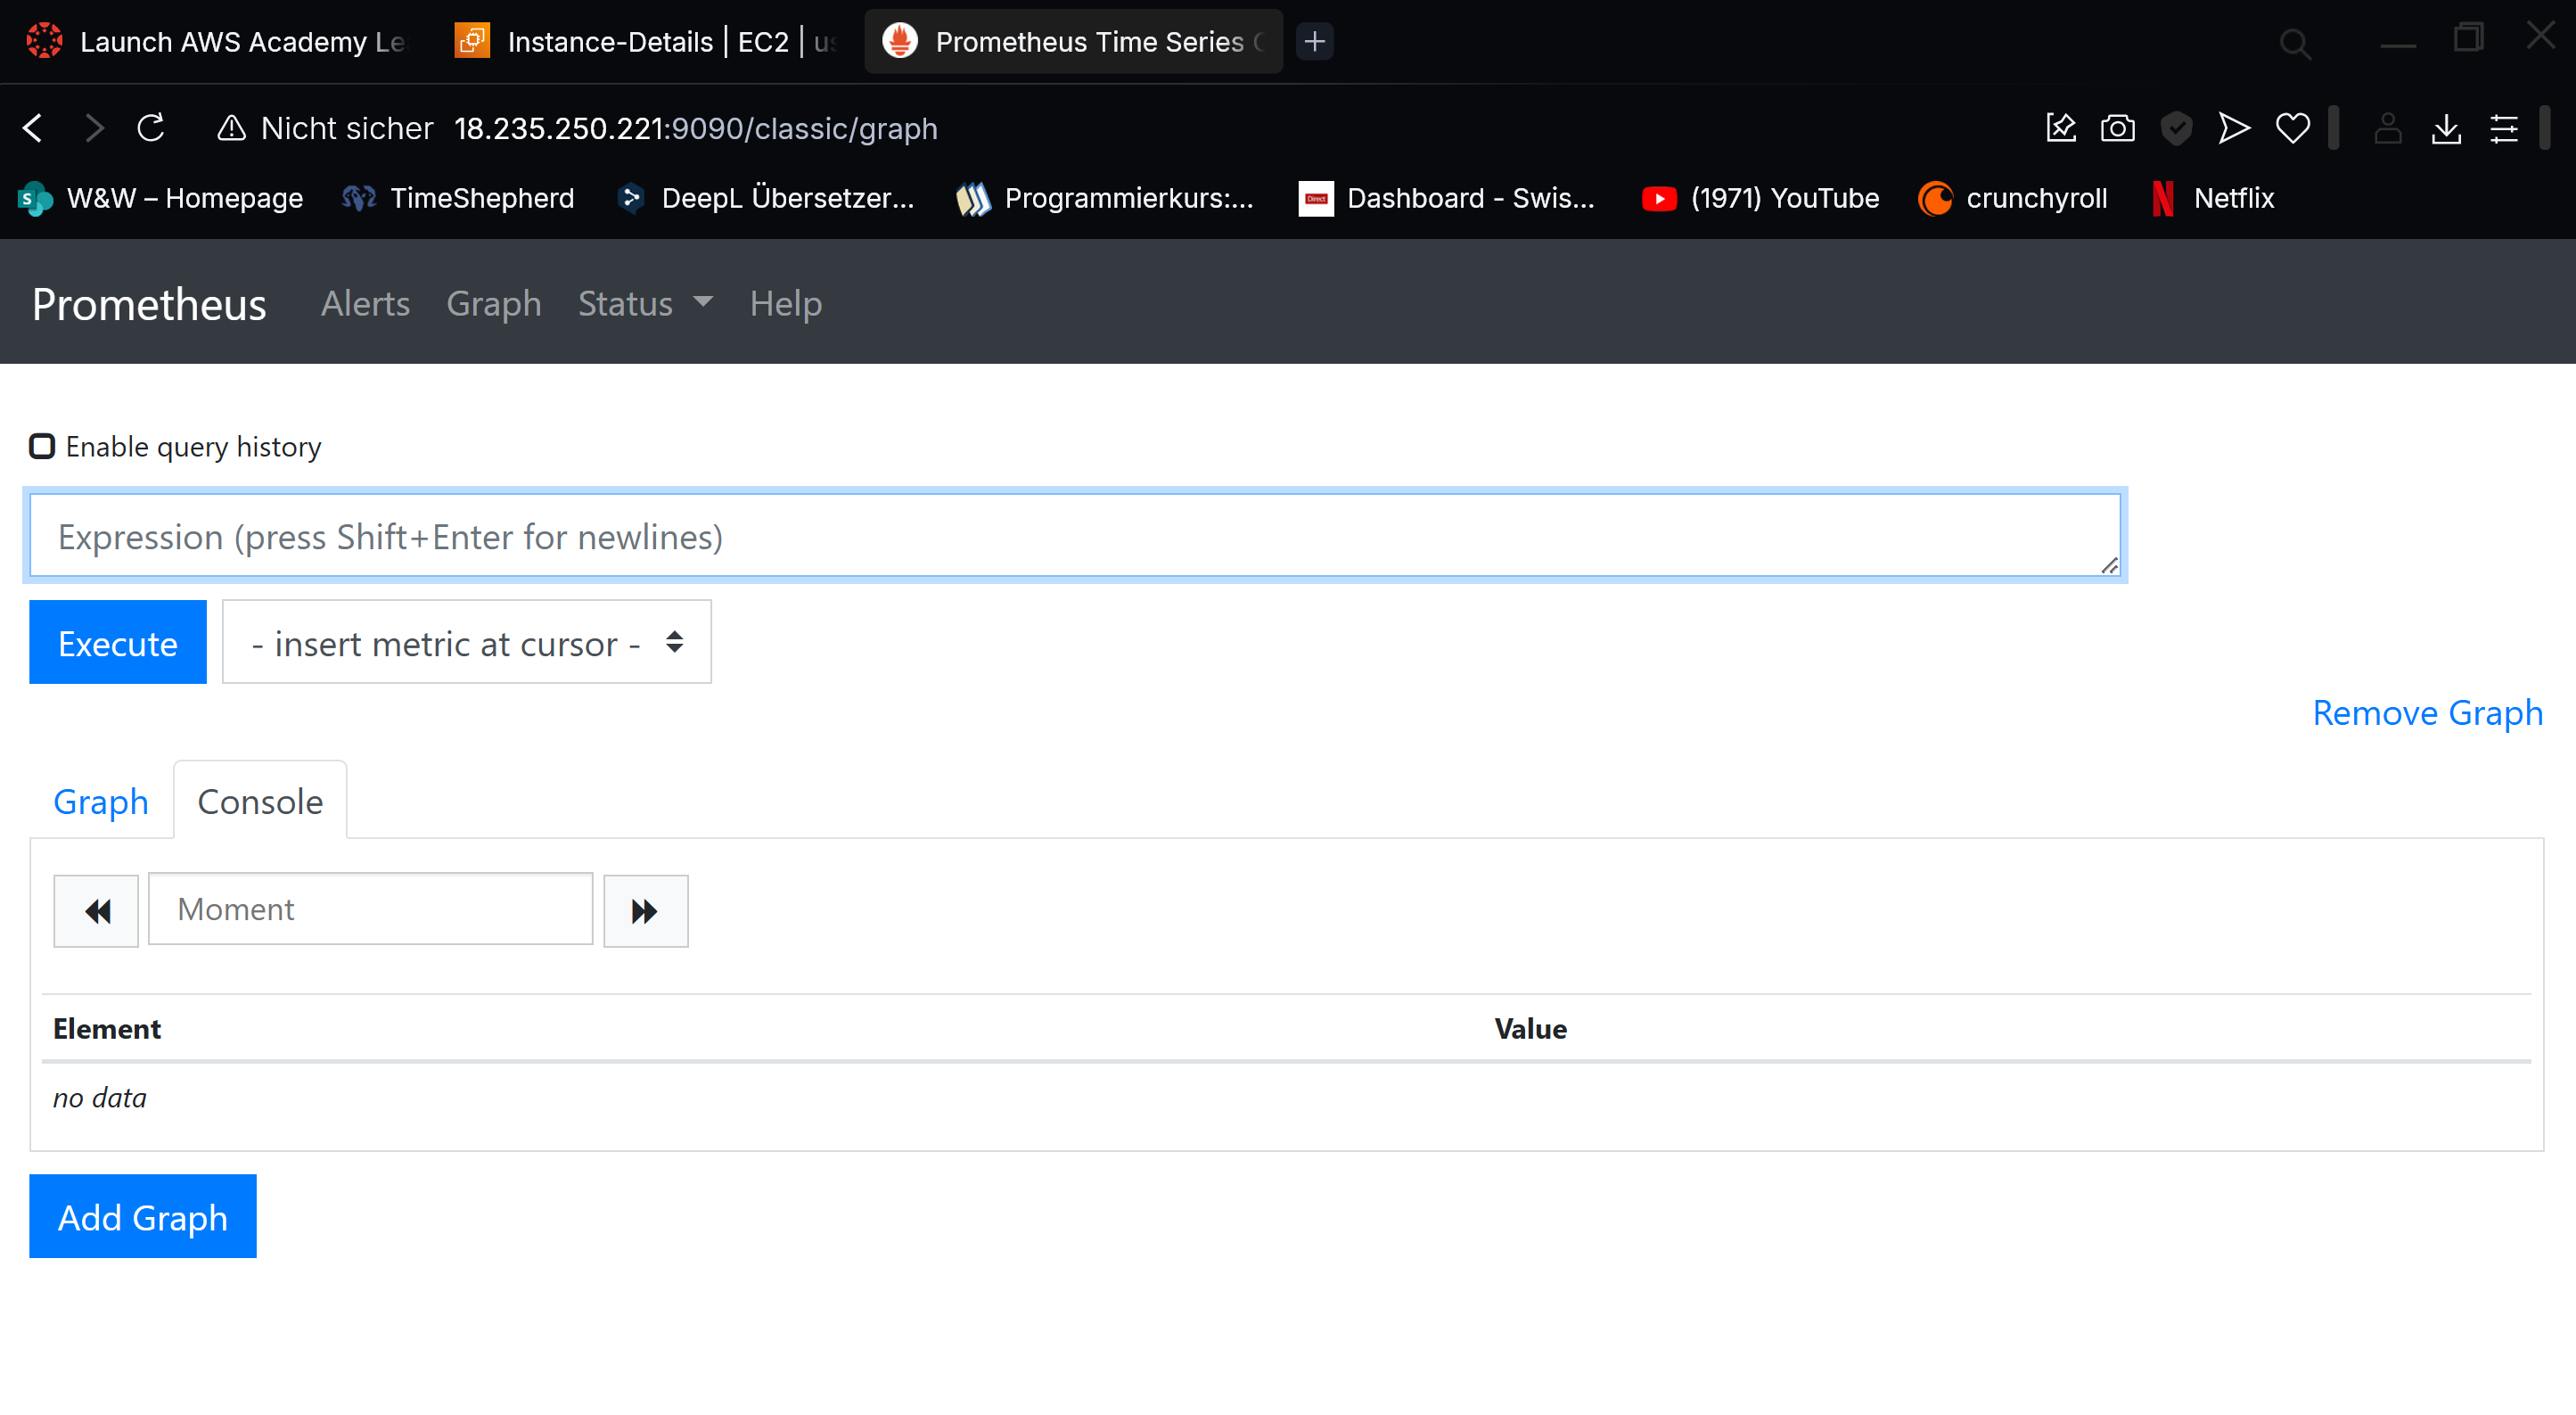 Launch AWS Academy Le
Instance-Details | EC2 | us
Prometheus Time Series C
Nicht sicher 18.235.250.221:9090/classic/graph
W&W – Homepage
TimeShepherd
DeepL Übersetzer...
Programmierkurs:...
Direct
Dashboard - Swis...
(1971) YouTube
crunchyroll
Netflix
Prometheus Alerts Graph Status Help
Enable query history
Expression (press Shift+Enter for newlines)
Execute
- insert metric at cursor -
Remove Graph
Graph Console
Moment
Element Value
no data
Add Graph